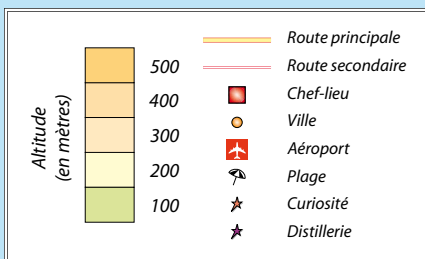 Altitude
(en mètres)
500
400
300
200
100
Route principale
Route secondaire
Chef-lieu
Ville
Aéroport
Plage
Curiosité
Distillerie